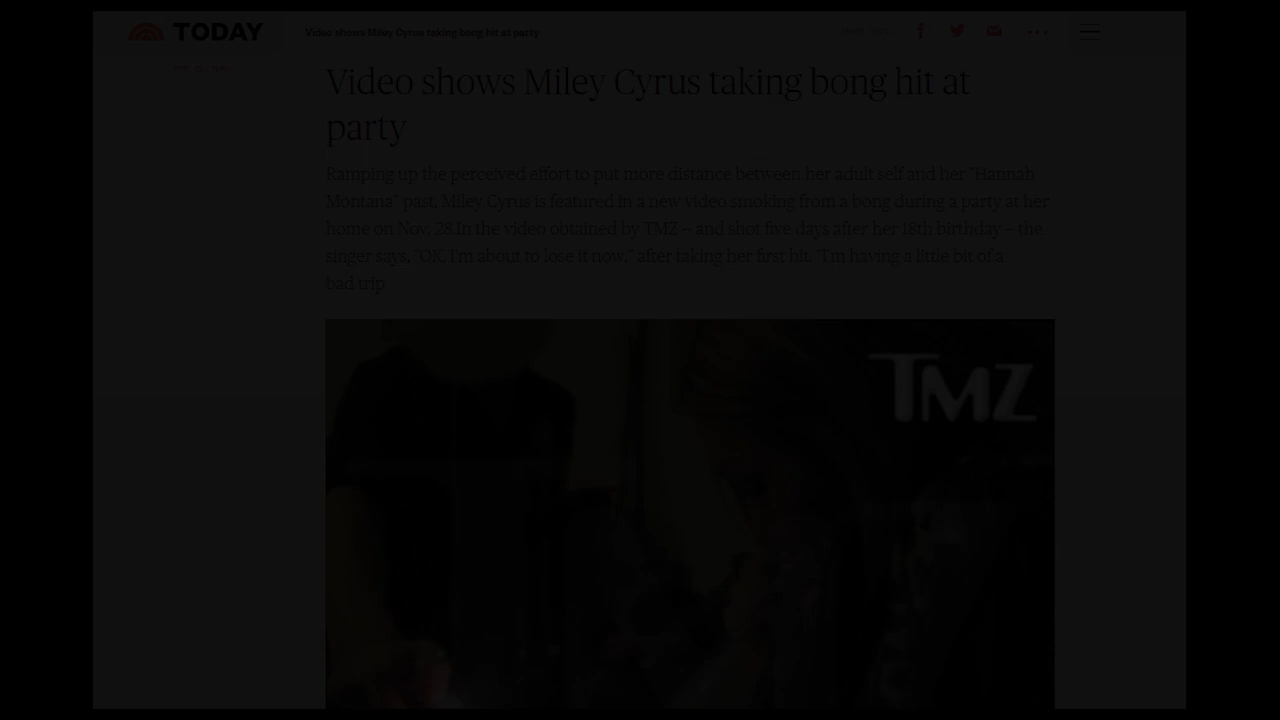 TODAY
Video shows Miley Cyrus taking bong hit at party
Video shows Miley Cyrus taking bong hit at
party
Ramping up the perceived effort to put more distance between her adult self and her "Hannah
Montana" past, Miley Cyrus is featured in a new video smoking from a bong during a party at her
home on Nov. 28.In the video obtained by TMZ -- and shot five days after her 18th birthday -- the
singer says, "OK, I'm about to lose it now," after taking her first hit. "I'm having a little bit of a
bad trip
TMZ